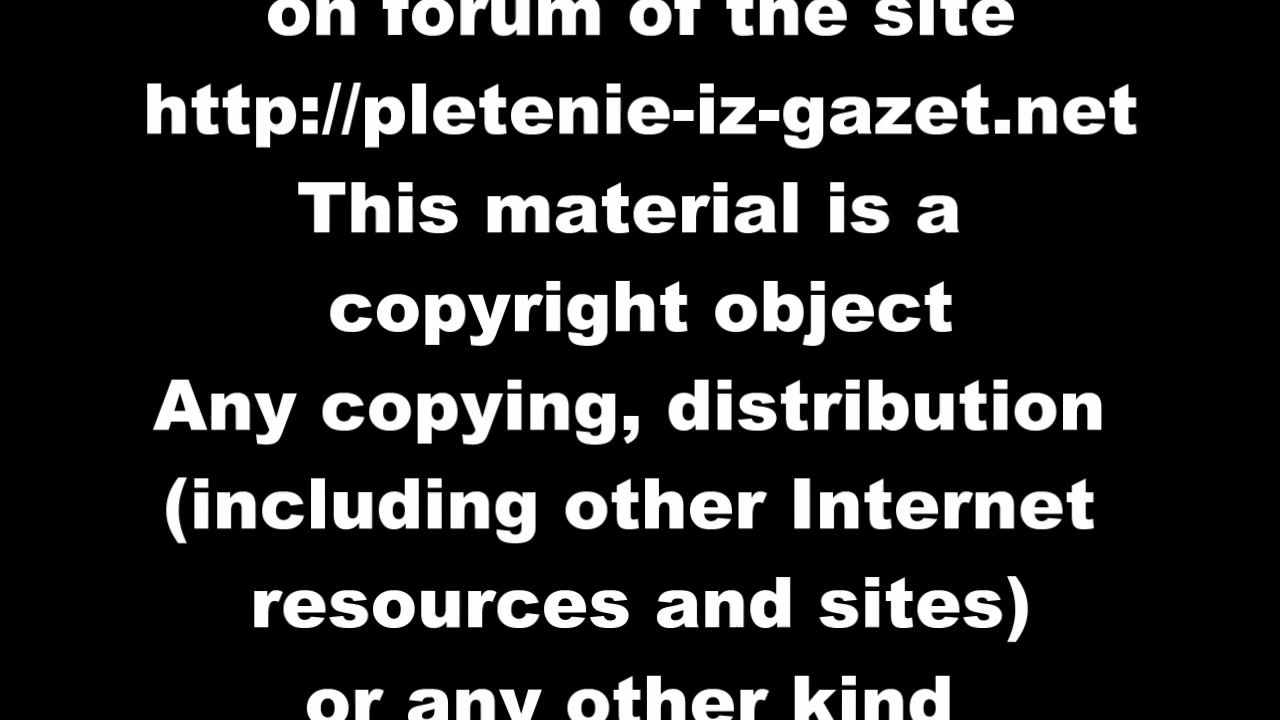 on forum of the site
http://pletenie-iz-gazet.net
This material is a
copyright object
Any copying, distribution
(including other Internet
resources and sites)
or any other kind